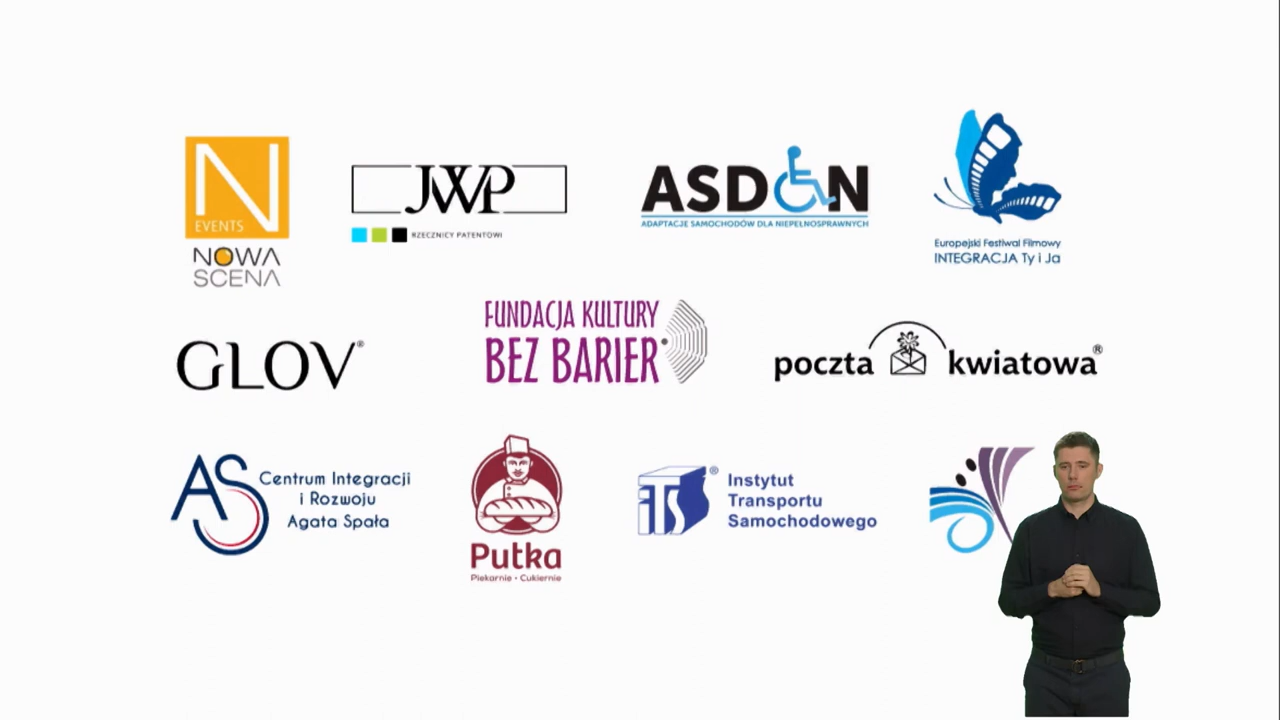 N
EVENTS
NOWA
SCENA
JWP
RZECZNICY PATENTOWI
ASDON
ADAPTACJE SAMOCHODÓW DLA NIEPEŁNOSPRAWNYCH
Europejski Festiwal Filmowy
INTEGRACJA Ty i Ja
GLOV®
FUNDACJA KULTURY
BEZ BARIER
poczta kwiatowa®
AS
Centrum Integracji
i Rozwoju
Agata Spała
Putka
Piekarnie • Cukiernie
iTS®
Instytut
Transportu
Samochodowego